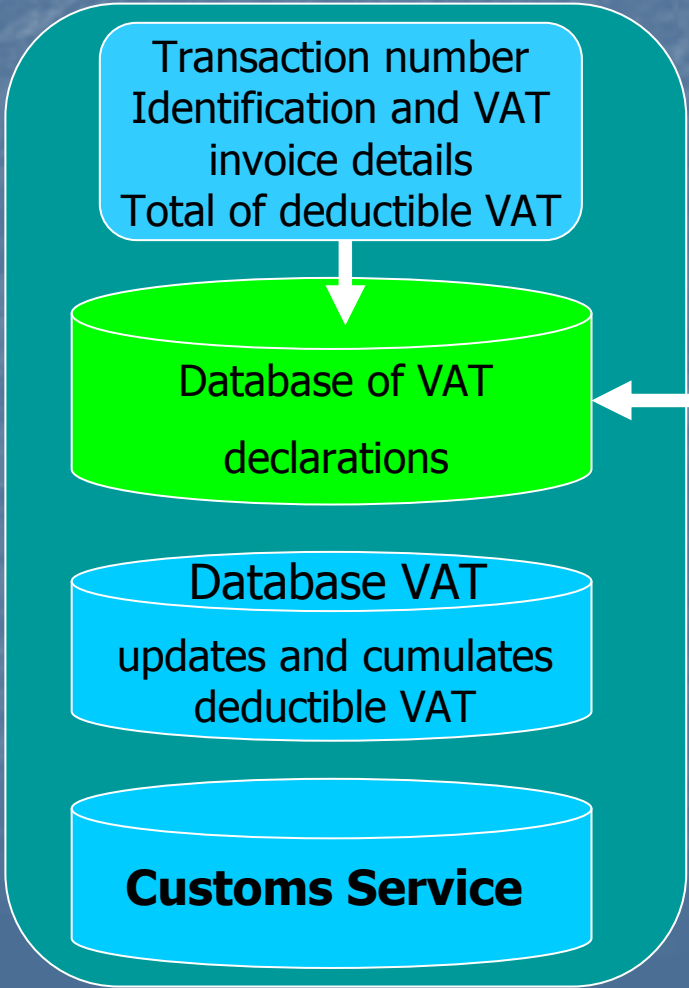 Transaction number
Identification and VAT
invoice details
Total of deductible VAT
Database of VAT
declarations
Database VAT
updates and cumulates
deductible VAT
Customs Service